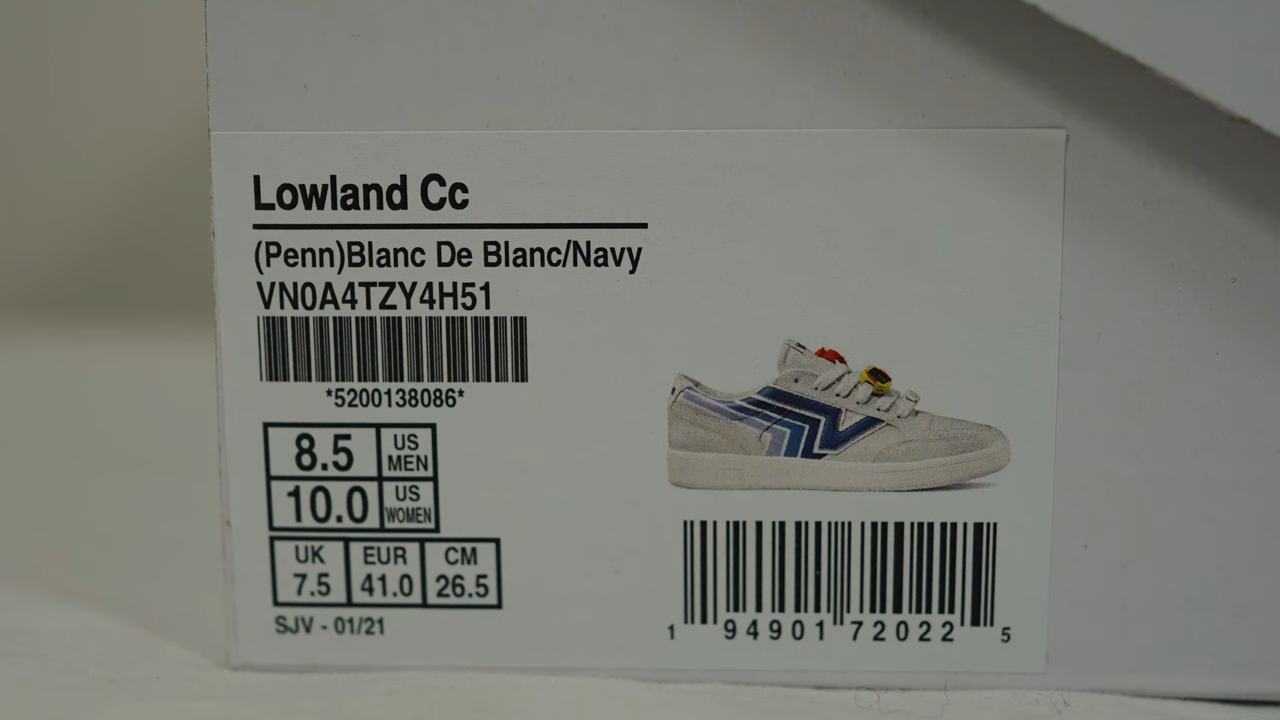 Lowland Cc
(Penn)Blanc De Blanc/Navy
VN0A4TZY4H51
*5200138086*
8.5 US MEN
10.0 US WOMEN
UK EUR CM
7.5 41.0 26.5
SJV - 01/21
1 94901 72022 5